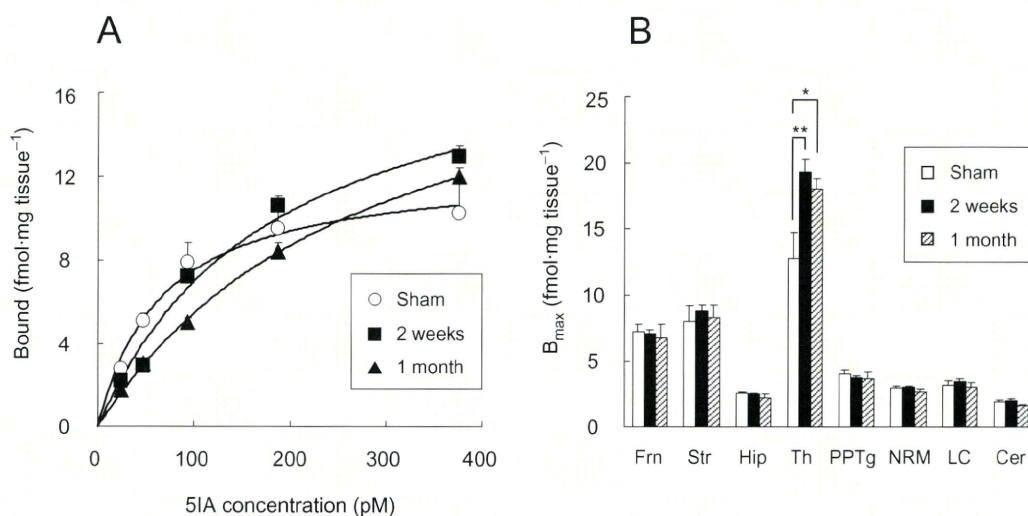 A
Bound (fmol·mg tissue⁻¹)
16
12
8
4
0
0 100 200 300 400
5IA concentration (pM)
Sham
2 weeks
1 month
B
Bmax (fmol·mg tissue⁻¹)
25
20
15
10
5
0
*
**
Frn Str Hip Th PPTg NRM LC Cer
Sham
2 weeks
1 month